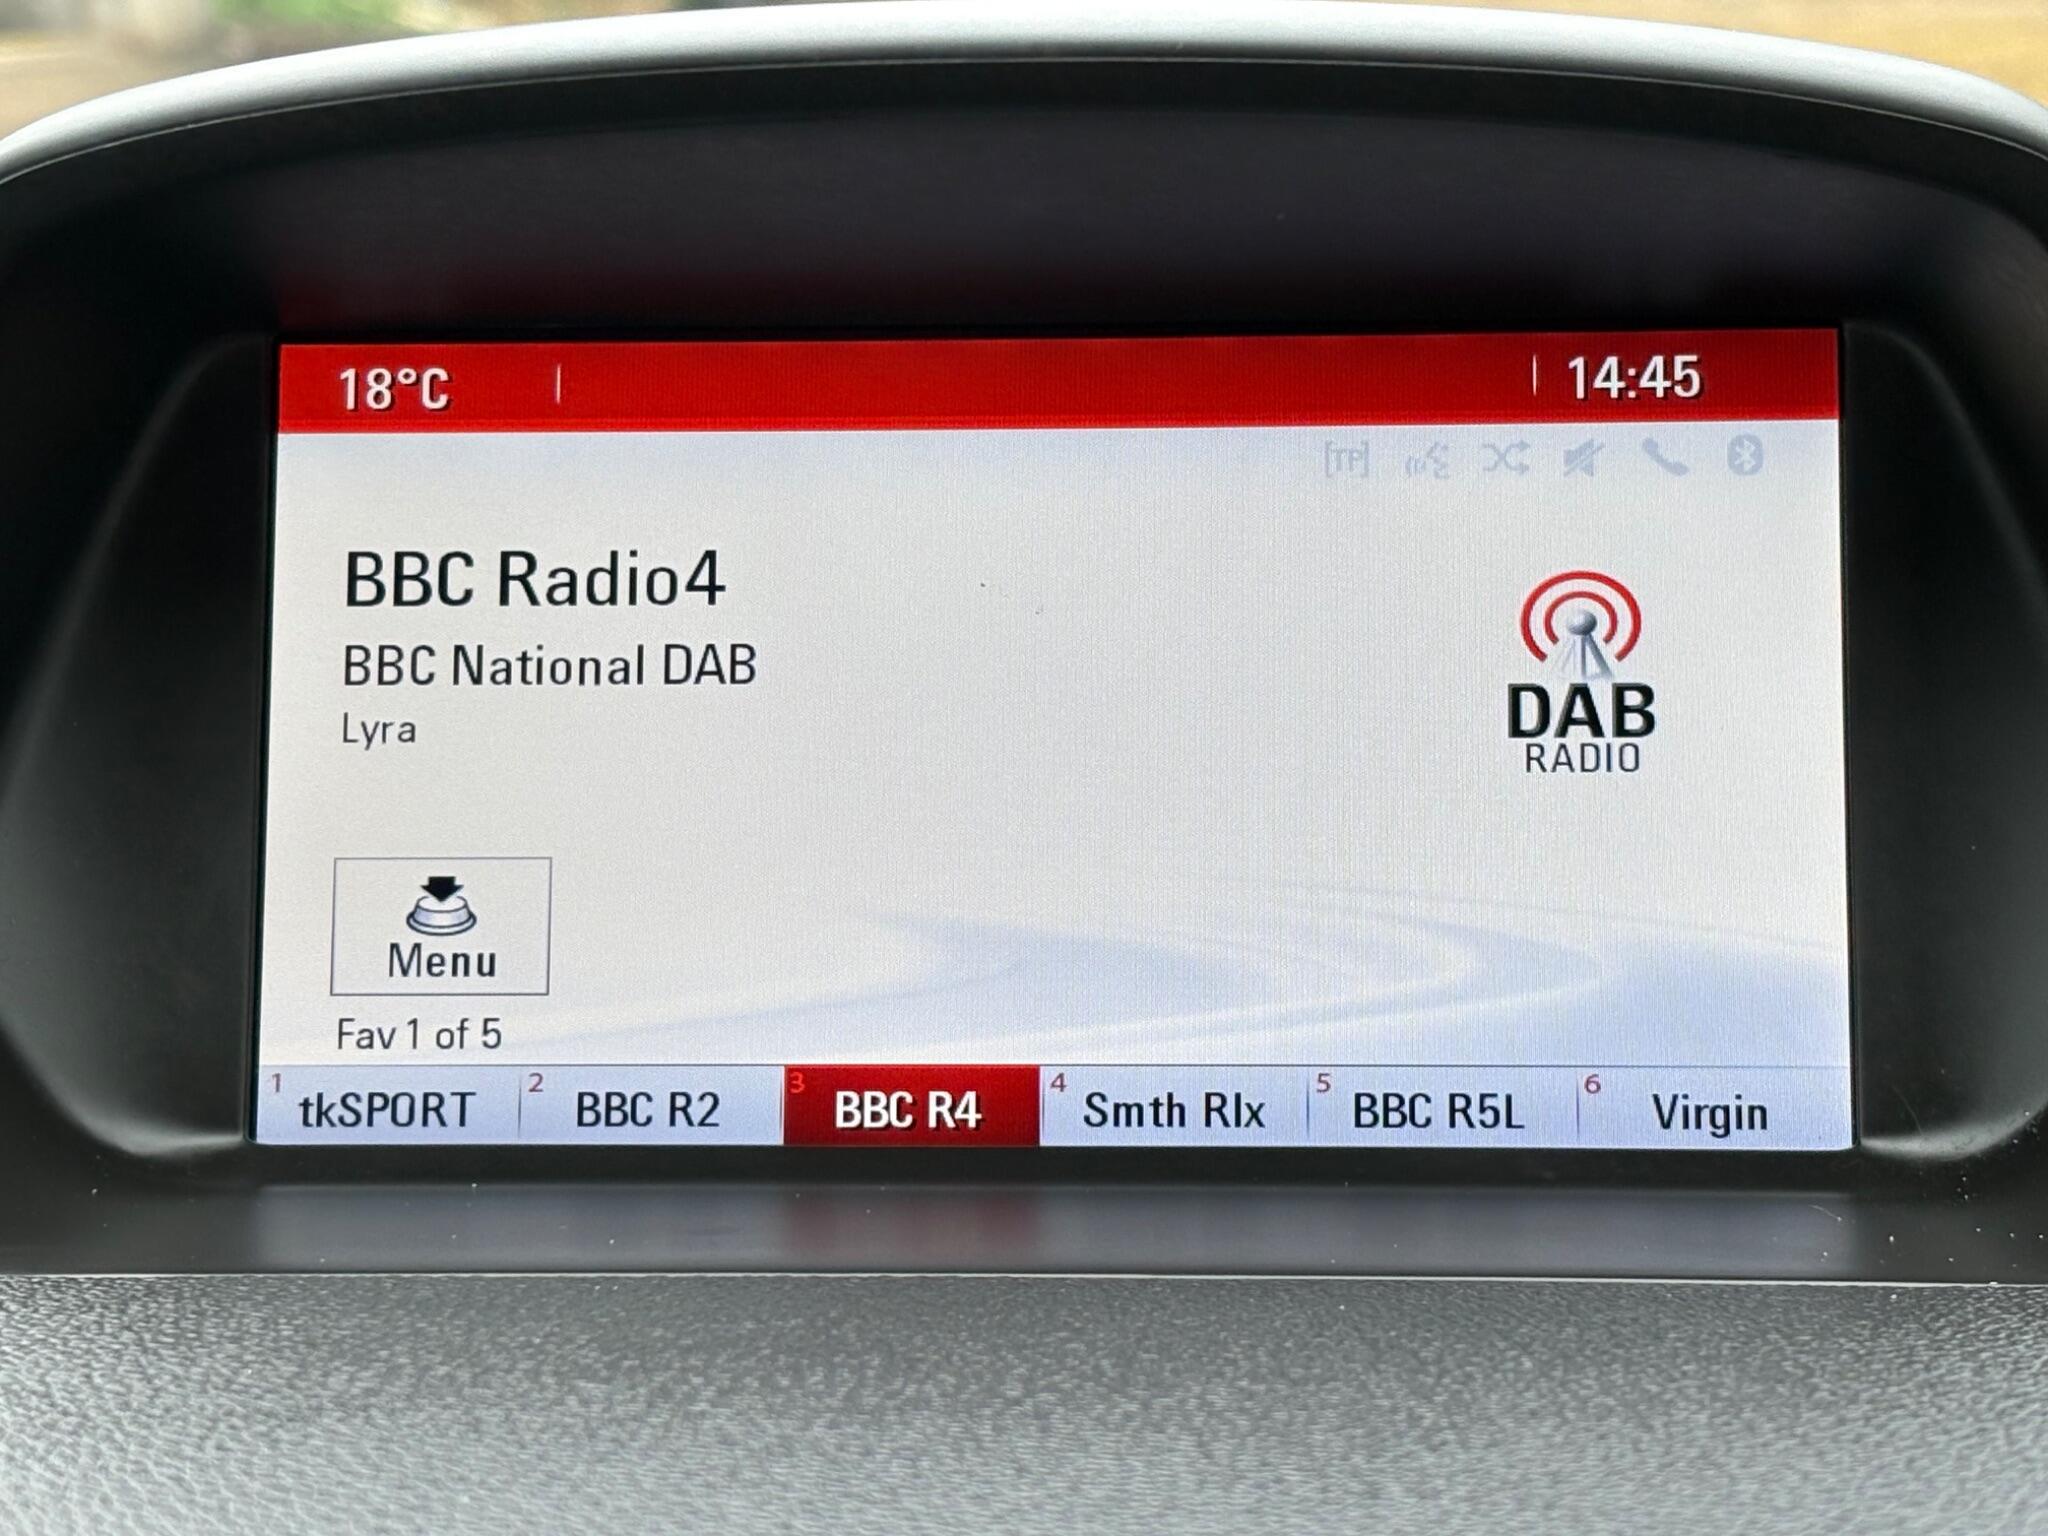 18°C 14:45
[TP]
BBC Radio4
BBC National DAB
Lyra
DAB
RADIO
Menu
Fav 1 of 5
1 tkSPORT 2 BBC R2 3 BBC R4 4 Smth Rlx 5 BBC R5L 6 Virgin